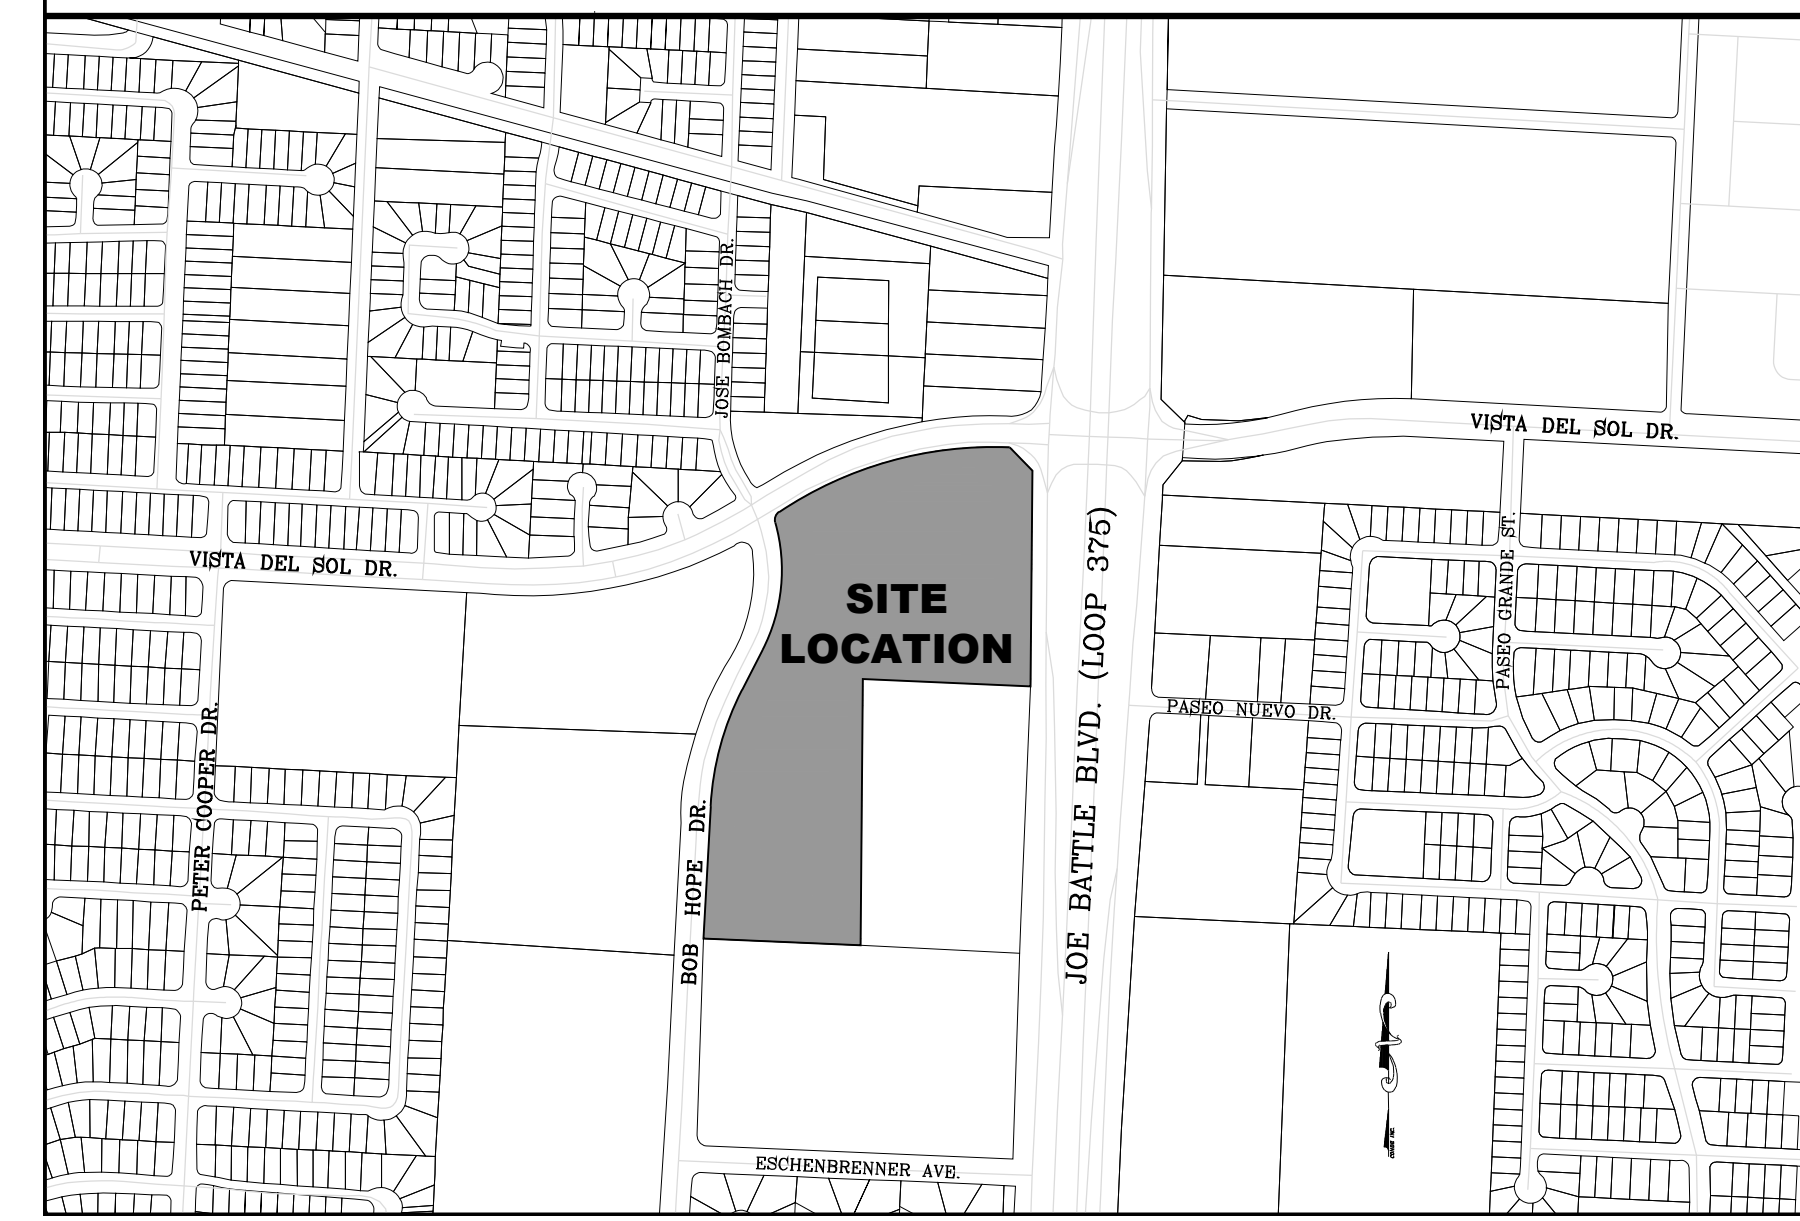 JOSE BOMBACH DR.
VISTA DEL SOL DR.
JOE BATTLE BLVD. (LOOP 375)
PASEO GRANDE ST.
VISTA DEL SOL DR.
SITE
LOCATION
PETER COOPER DR.
PASEO NUEVO DR.
BOB HOPE DR.
ESCHENBRENNER AVE.